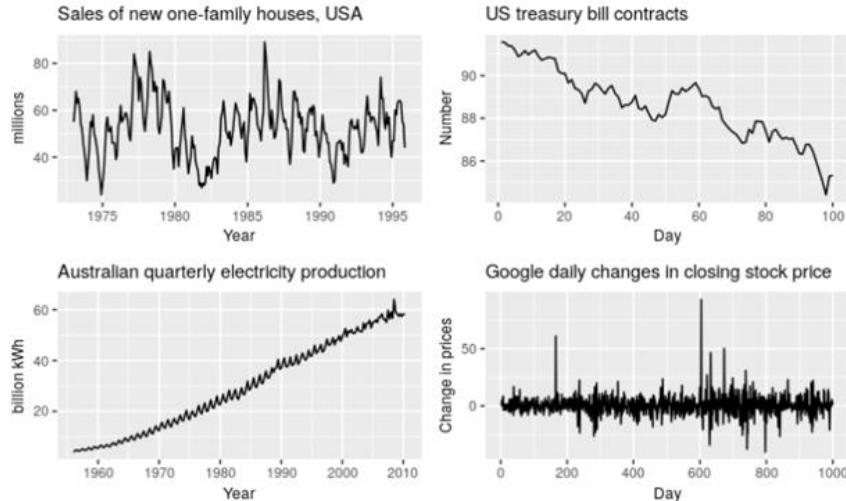 Sales of new one-family houses, USA
millions
80
60
40
1975 1980 1985 1990 1995
Year
US treasury bill contracts
Number
90
88
86
0 20 40 60 80 100
Day
Australian quarterly electricity production
billion kWh
60
40
20
1960 1970 1980 1990 2000 2010
Year
Google daily changes in closing stock price
Change in prices
50
0
0 200 400 600 800 1000
Day